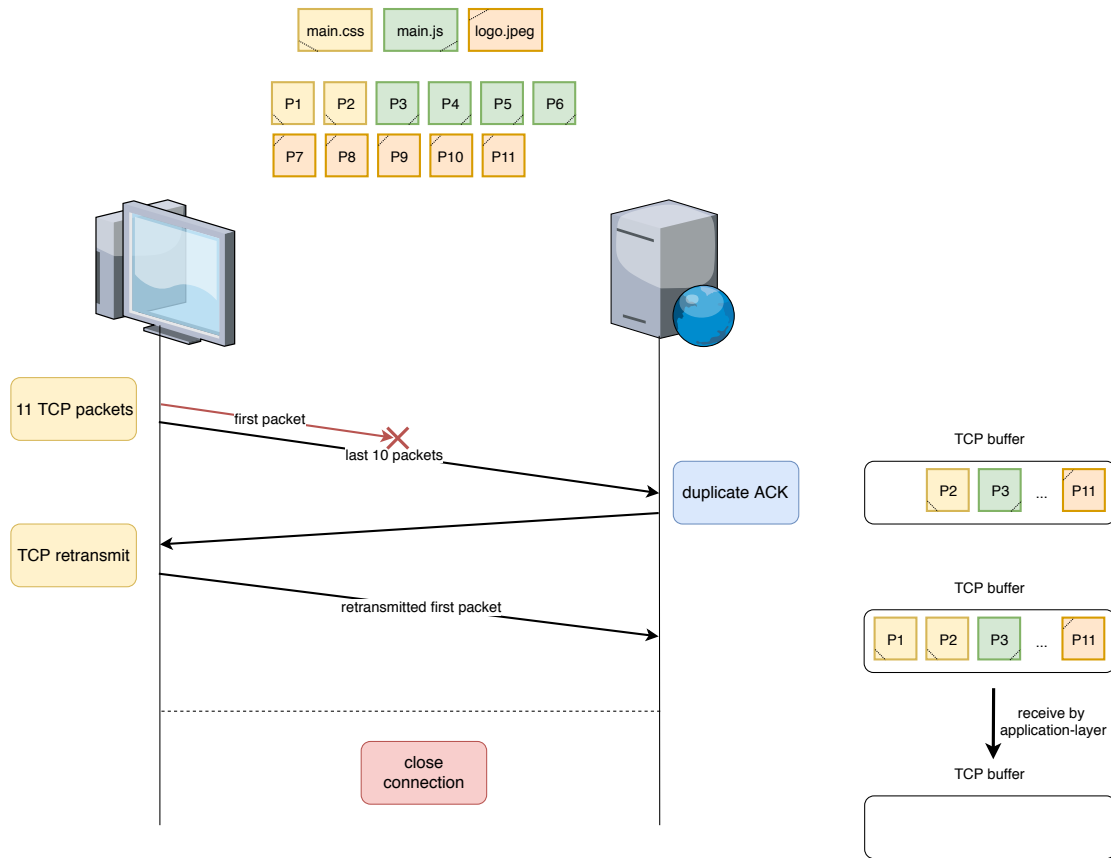 main.css
main.js
logo.jpeg
P1
P2
P3
P4
P5
P6
P7
P8
P9
P10
P11
11 TCP packets
first packet
last 10 packets
duplicate ACK
TCP buffer
P2
P3
...
P11
TCP retransmit
retransmitted first packet
TCP buffer
P1
P2
P3
...
P11
receive by
application-layer
close
connection
TCP buffer